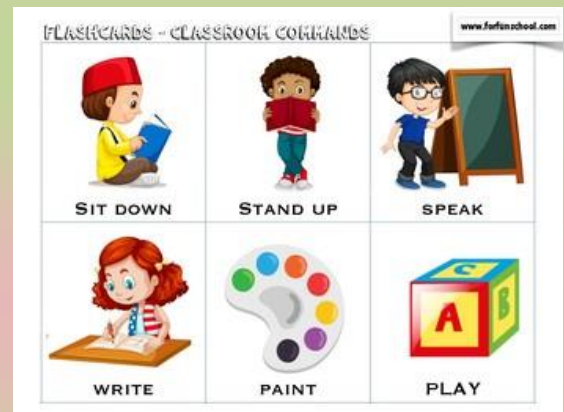 FLASHCARDS - CLASSROOM COMMANDS
www.forfunschool.com
SIT DOWN
STAND UP
SPEAK
WRITE
PAINT
PLAY
C
A
B